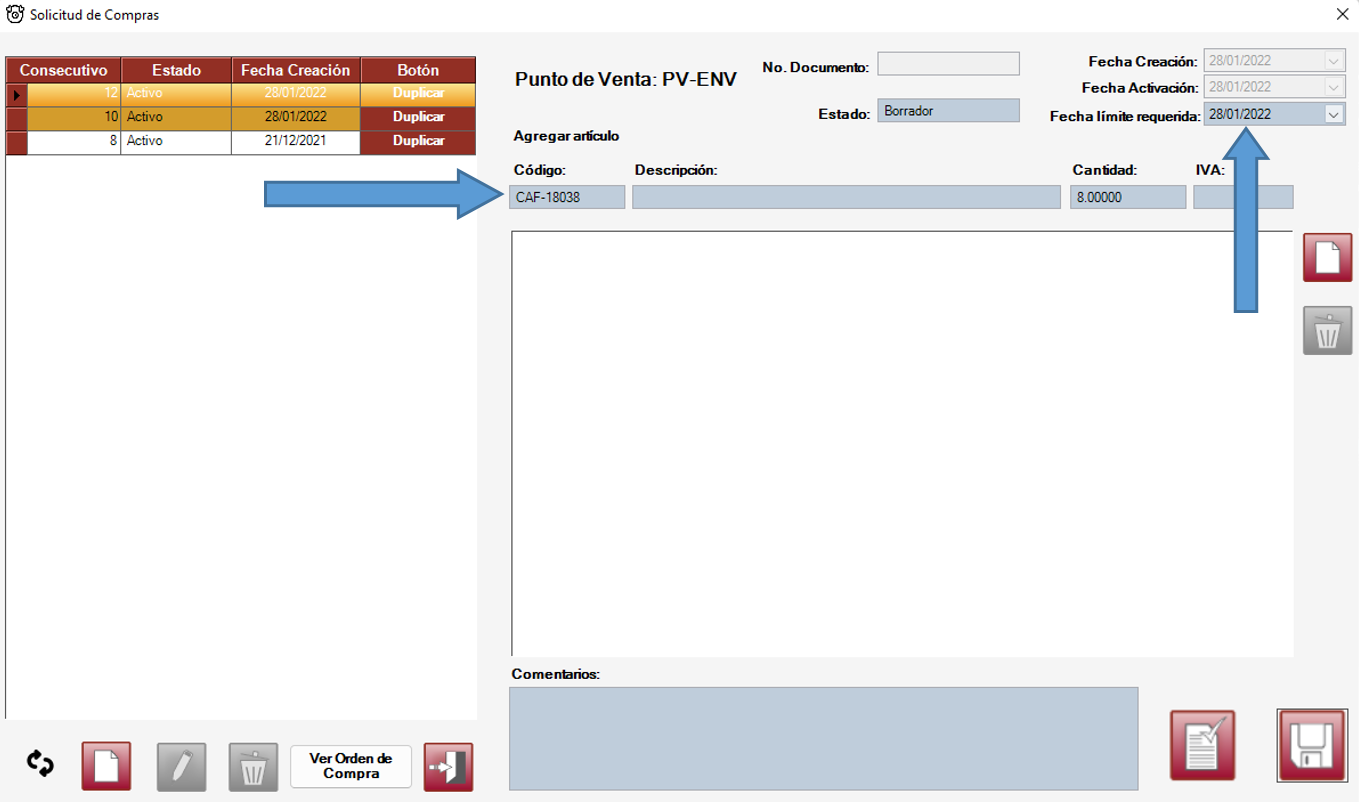 Solicitud de Compras
Consecutivo Estado Fecha Creación Botón
12 Activo 28/01/2022 Duplicar
10 Activo 28/01/2022 Duplicar
8 Activo 21/12/2021 Duplicar
Punto de Venta: PV-ENV
No. Documento:
Estado: Borrador
Fecha Creación: 28/01/2022
Fecha Activación: 28/01/2022
Fecha límite requerida: 28/01/2022
Agregar artículo
Código: Descripción: Cantidad: IVA:
CAF-18038 8.00000
Comentarios:
Ver Orden de
Compra